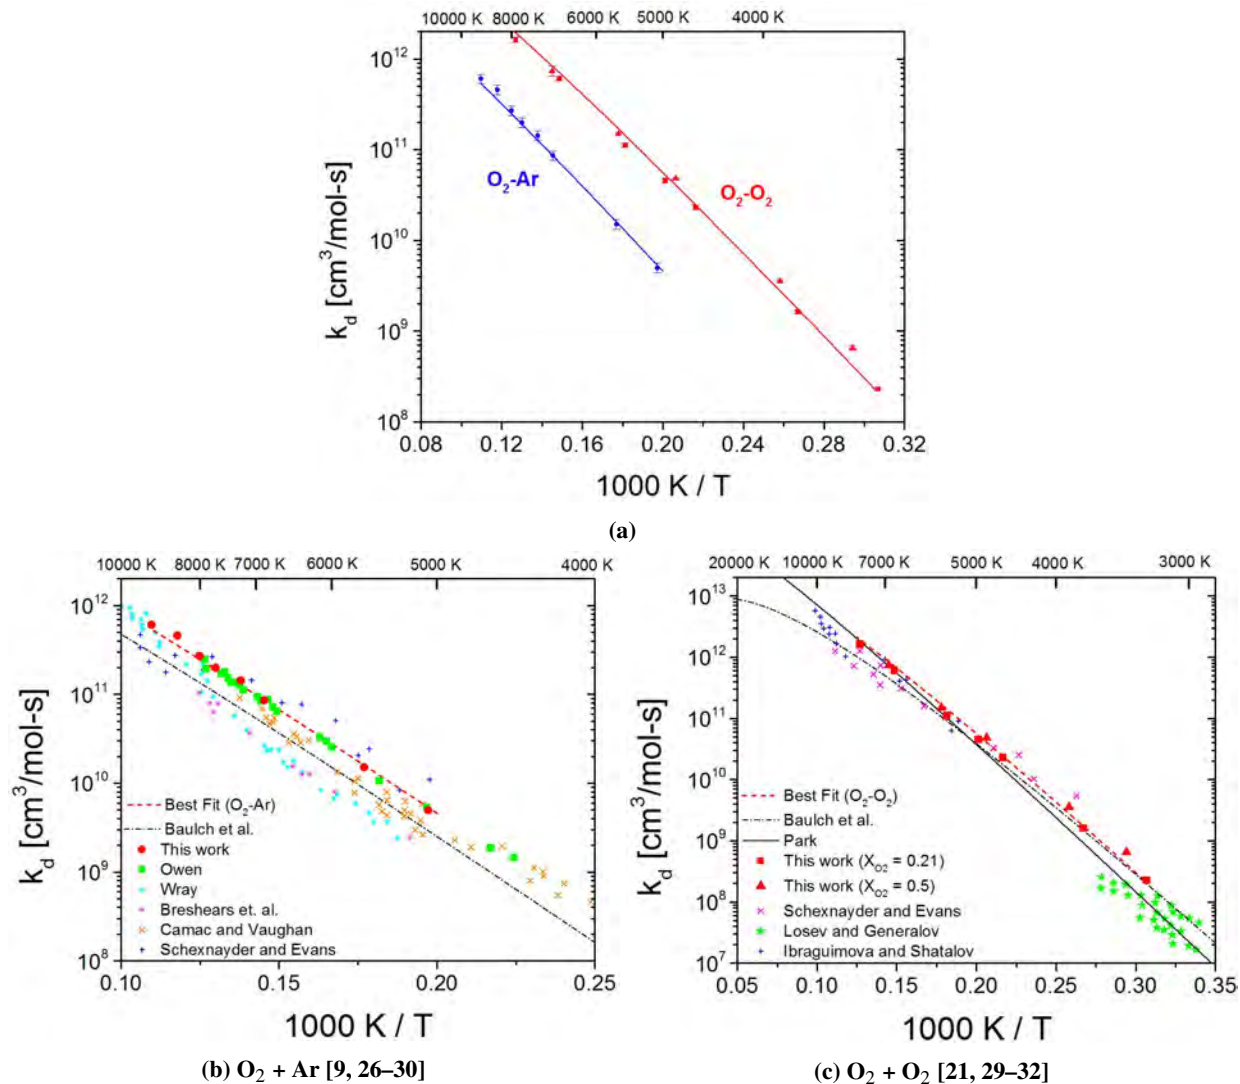 10000 K 8000 K 6000 K 5000 K 4000 K
10¹²
10¹¹
10¹⁰
10⁹
10⁸
k_d [cm³/mol-s]
O₂-Ar
O₂-O₂
0.08 0.12 0.16 0.20 0.24 0.28 0.32
1000 K / T
(a)
10000 K 8000 K 7000 K 6000 K 5000 K 4000 K
10¹²
10¹¹
10¹⁰
10⁹
10⁸
k_d [cm³/mol-s]
Best Fit (O₂-Ar)
Baulch et al.
This work
Owen
Wray
Breshears et. al.
Camac and Vaughan
Schexnayder and Evans
0.10 0.15 0.20 0.25
1000 K / T
(b) O₂ + Ar [9, 26–30]
20000 K 10000 K 7000 K 5000 K 4000 K 3000 K
10¹³
10¹²
10¹¹
10¹⁰
10⁹
10⁸
10⁷
k_d [cm³/mol-s]
Best Fit (O₂-O₂)
Baulch et al.
Park
This work (X_O₂ = 0.21)
This work (X_O₂ = 0.5)
Schexnayder and Evans
Losev and Generalov
Ibraguimova and Shatalov
0.05 0.10 0.15 0.20 0.25 0.30 0.35
1000 K / T
(c) O₂ + O₂ [21, 29–32]